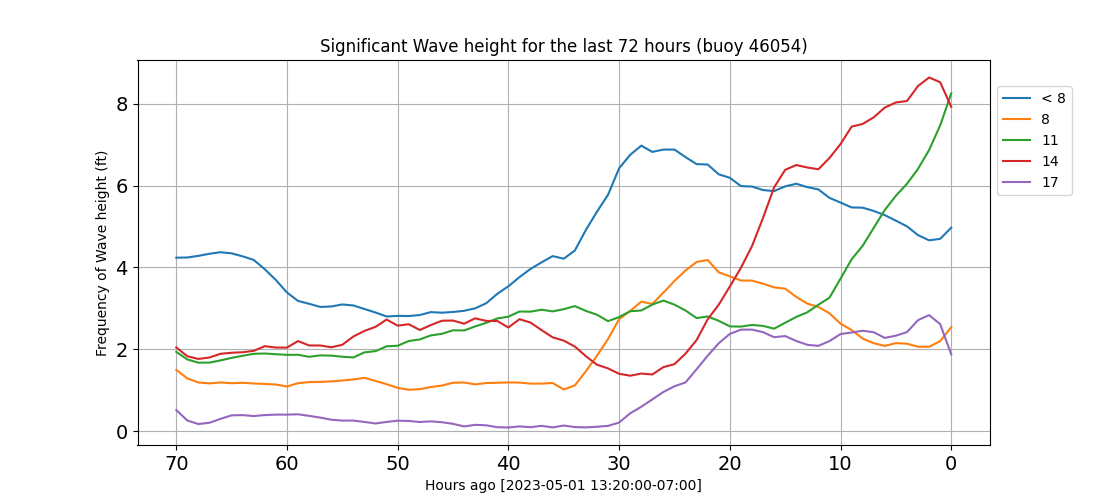 Significant Wave height for the last 72 hours (buoy 46054)
Frequency of Wave height (ft)
8
6
4
2
0
70 60 50 40 30 20 10 0
Hours ago [2023-05-01 13:20:00-07:00]
< 8
8
11
14
17